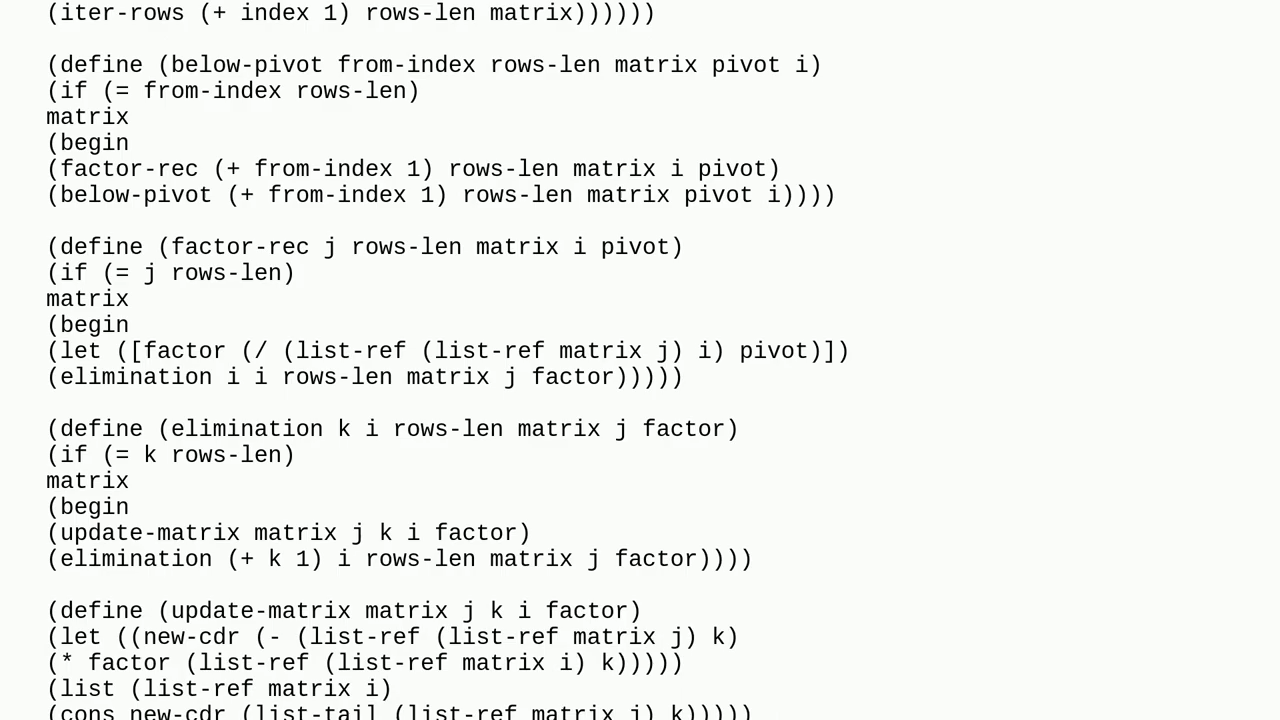 (iter-rows (+ index 1) rows-len matrix))))))
(define (below-pivot from-index rows-len matrix pivot i)
(if (= from-index rows-len)
matrix
(begin
(factor-rec (+ from-index 1) rows-len matrix i pivot)
(below-pivot (+ from-index 1) rows-len matrix pivot i))))
(define (factor-rec j rows-len matrix i pivot)
(if (= j rows-len)
matrix
(begin
(let ([factor (/ (list-ref (list-ref matrix j) i) pivot)])
(elimination i i rows-len matrix j factor)))))
(define (elimination k i rows-len matrix j factor)
(if (= k rows-len)
matrix
(begin
(update-matrix matrix j k i factor)
(elimination (+ k 1) i rows-len matrix j factor))))
(define (update-matrix matrix j k i factor)
(let ((new-cdr (- (list-ref (list-ref matrix j) k)
(* factor (list-ref (list-ref matrix i) k)))))
(list (list-ref matrix i)
(cons new-cdr (list-tail (list-ref matrix j) k)))))